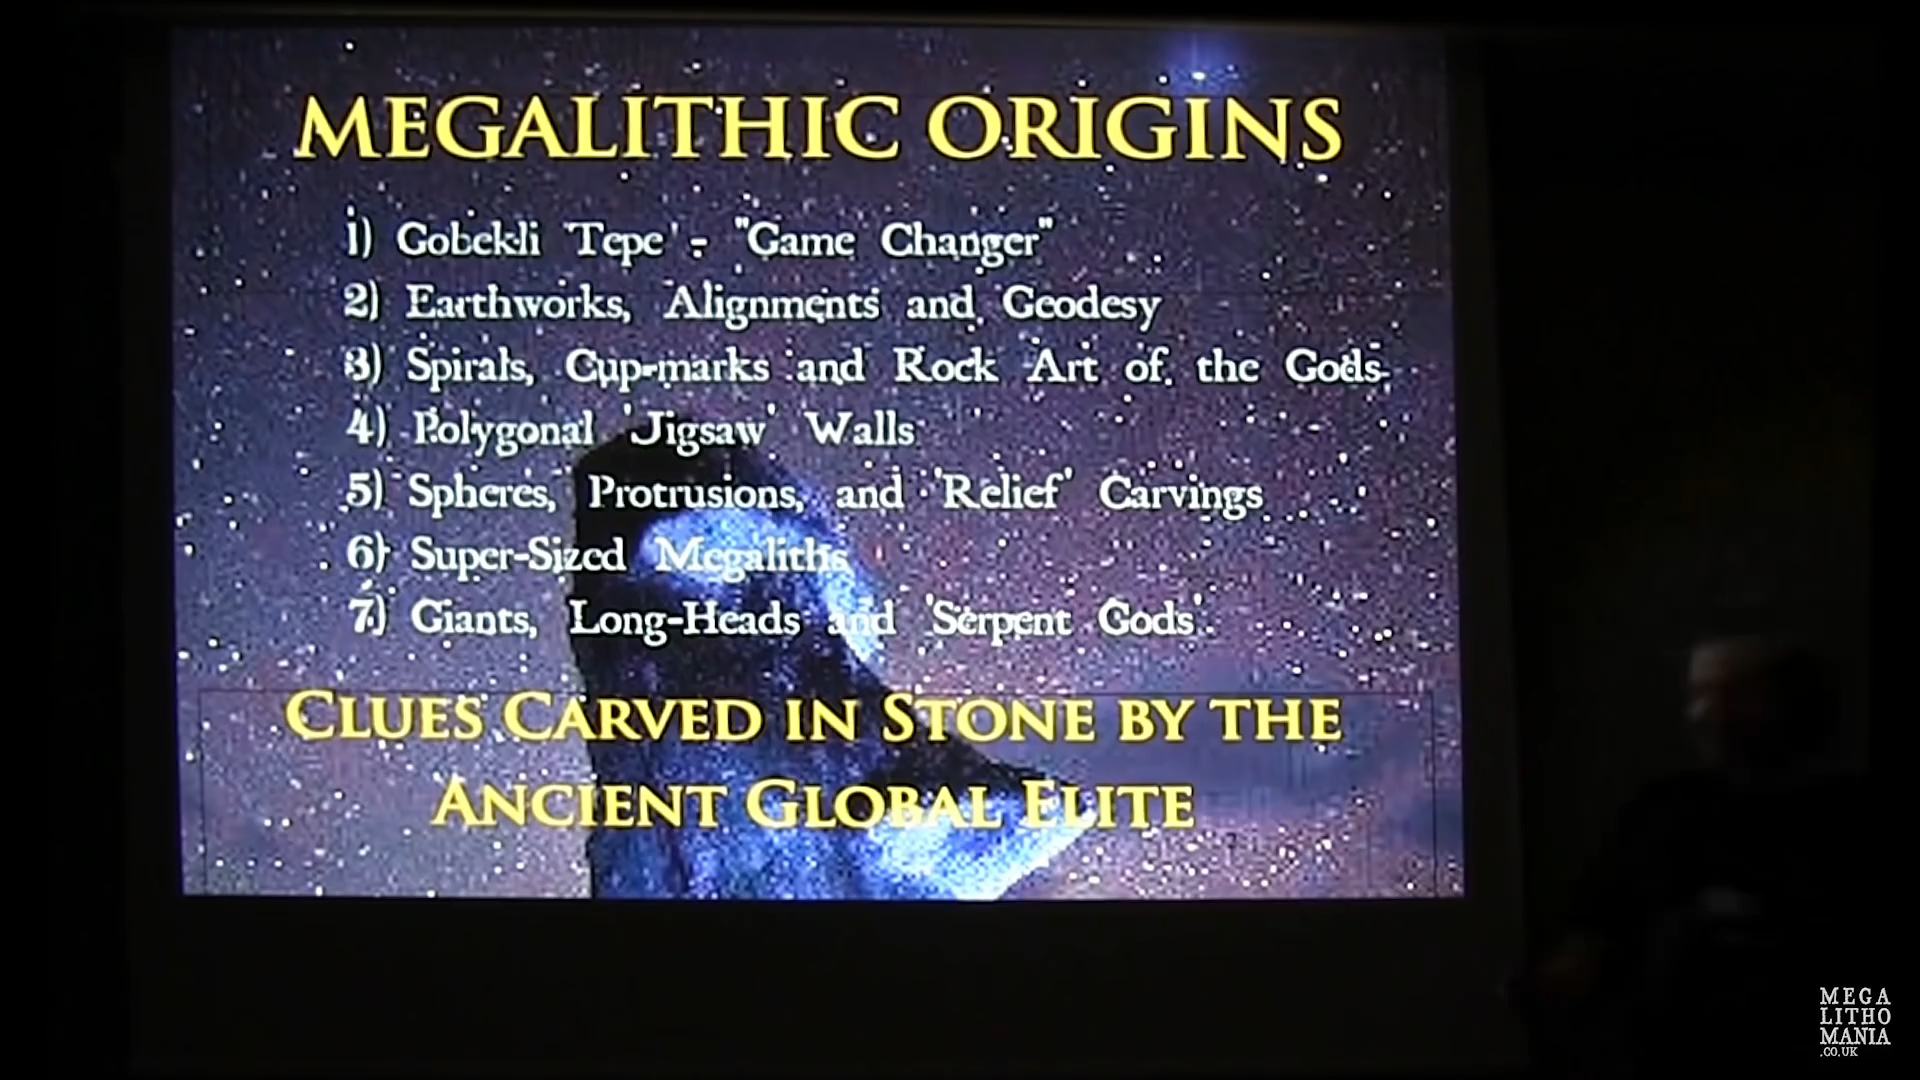 MEGALITHIC ORIGINS
1) Gobekli Tepe' - "Game Changer"
2) Earthworks, Alignments and Geodesy
3) Spirals, Cup-marks and Rock Art of the Gods
4) Polygonal 'Jigsaw' Walls
5) Spheres, Protrusions, and 'Relief' Carvings
6) Super-Sized Megaliths
7) Giants, Long-Heads and 'Serpent Gods'
CLUES CARVED IN STONE BY THE
ANCIENT GLOBAL ELITE
MEGA
LITHO
MANIA
.CO.UK